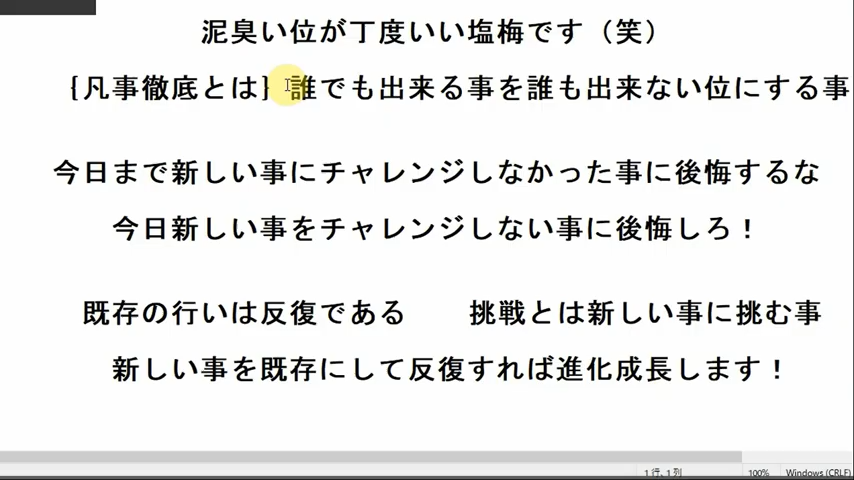 泥臭い位が丁度いい塩梅です（笑）
{凡事徹底とは} 誰でも出来る事を誰も出来ない位にする事
今日まで新しい事にチャレンジしなかった事に後悔するな
今日新しい事をチャレンジしない事に後悔しろ！
既存の行いは反復である　　挑戦とは新しい事に挑む事
新しい事を既存にして反復すれば進化成長します！
1 行、1 列　100%　Windows (CRLF)